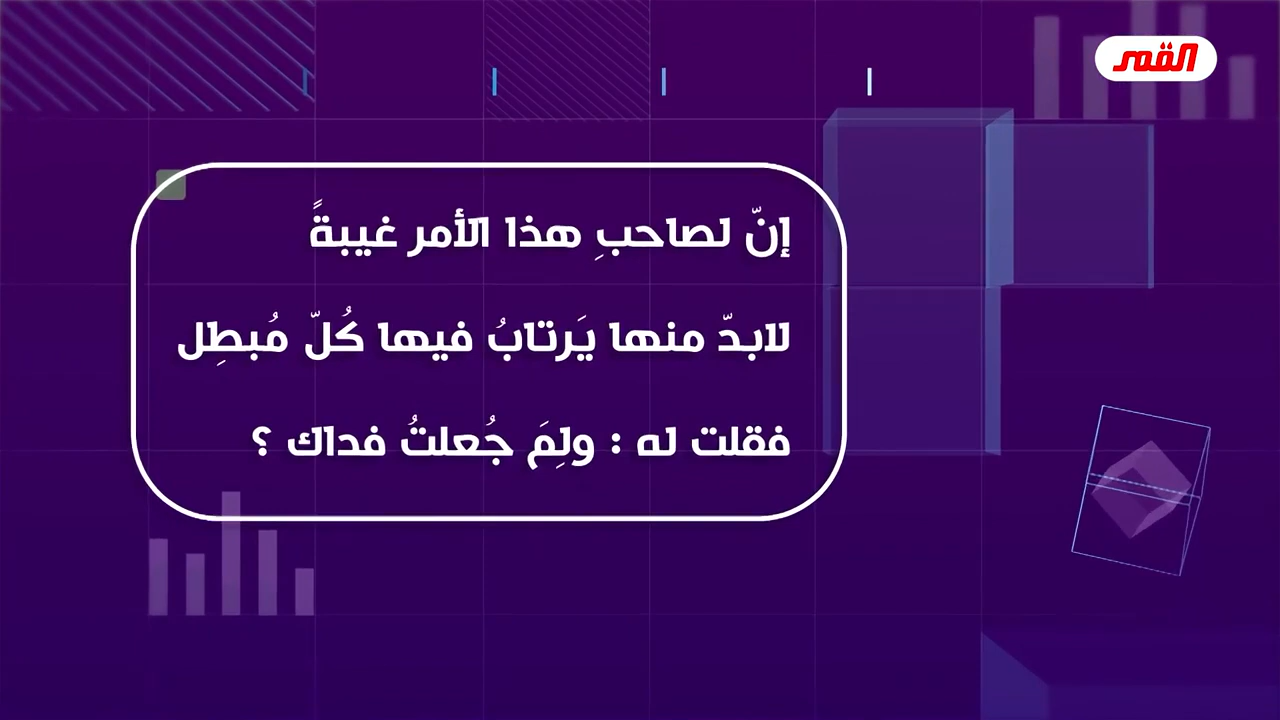 القمر
إنّ لصاحبِ هذا الأمر غيبةً
لابدّ منها يَرتابُ فيها كُلّ مُبطِل
فقلت له : ولِمَ جُعلتُ فداك ؟